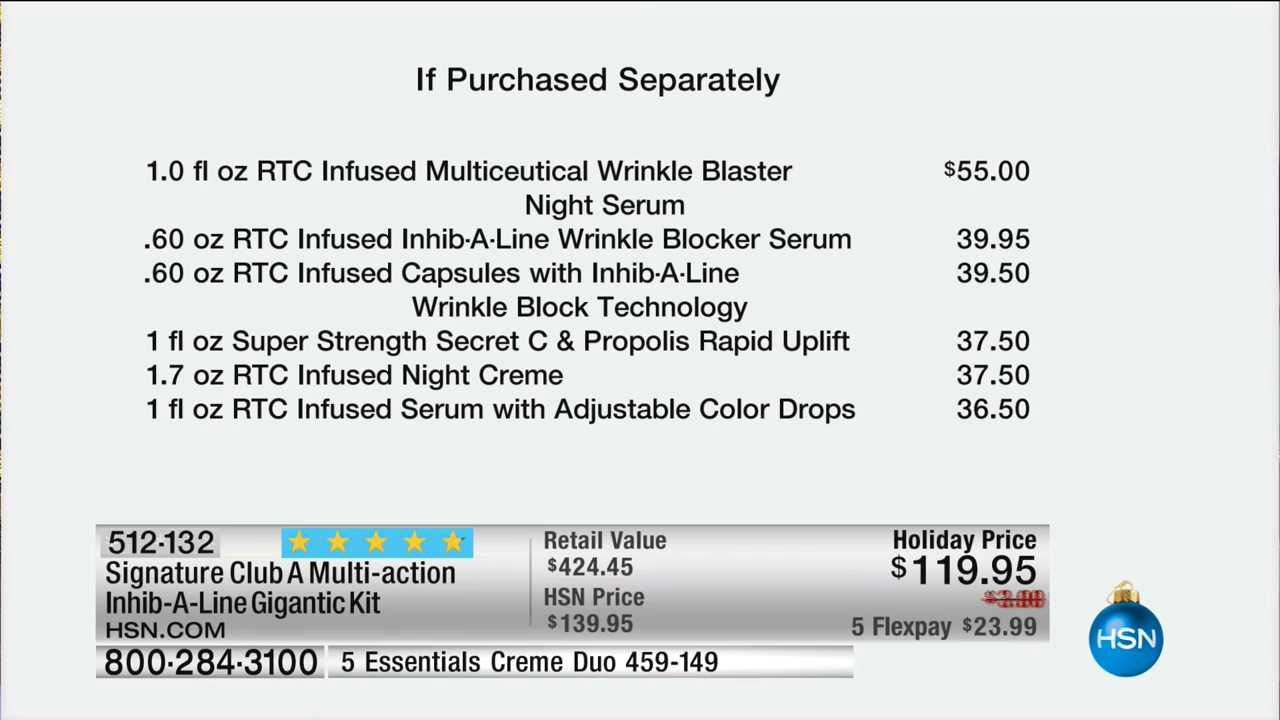 If Purchased Separately
1.0 fl oz RTC Infused Multiceutical Wrinkle Blaster $55.00
Night Serum
.60 oz RTC Infused Inhib·A·Line Wrinkle Blocker Serum 39.95
.60 oz RTC Infused Capsules with Inhib·A·Line 39.50
Wrinkle Block Technology
1 fl oz Super Strength Secret C & Propolis Rapid Uplift 37.50
1.7 oz RTC Infused Night Creme 37.50
1 fl oz RTC Infused Serum with Adjustable Color Drops 36.50
512·132
Signature Club A Multi-action
Inhib-A-Line Gigantic Kit
HSN.COM
Retail Value
$424.45
HSN Price
$139.95
Holiday Price
$119.95
5 Flexpay $23.99
HSN
800·284·3100 5 Essentials Creme Duo 459-149